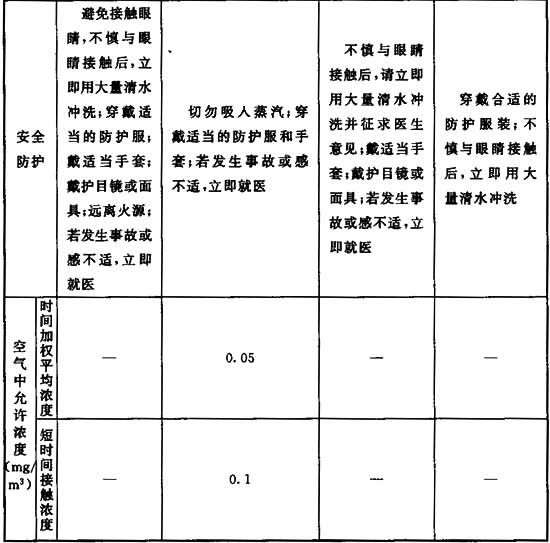 安全
防护
避免接触眼
睛,不慎与眼
睛接触后,立
即用大量清水
冲洗;穿戴适
当的防护服;
戴适当手套;
戴护目镜或面
具;远离火源;
若发生事故或
感不适,立即
就医
切勿吸人蒸汽;穿
戴适当的防护服和手
套;若发生事故或感
不适,立即就医
不慎与眼睛
接触后,请立即
用大量清水冲
洗并征求医生
意见;戴适当手
套;戴护目镜或
面具;若发生事
故或感不适,立
即就医
穿戴合适的
防护服装;不
慎与眼睛接触
后,立即用大
量清水冲洗
空气中允许浓度(mg/m³)
时间加权平均浓度
—
0.05
—
—
短时间接触浓度
—
0.1
—
—